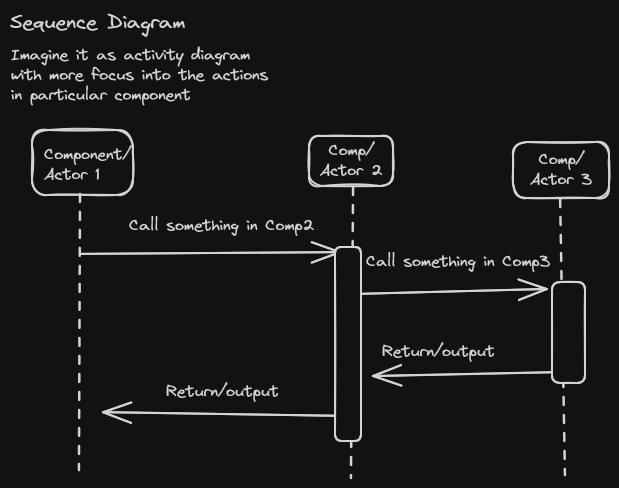 Sequence Diagram
Imagine it as activity diagram
with more focus into the actions
in particular component
Component/
Actor 1
Comp/
Actor 2
Comp/
Actor 3
Call something in Comp2
Call something in Comp3
Return/output
Return/output